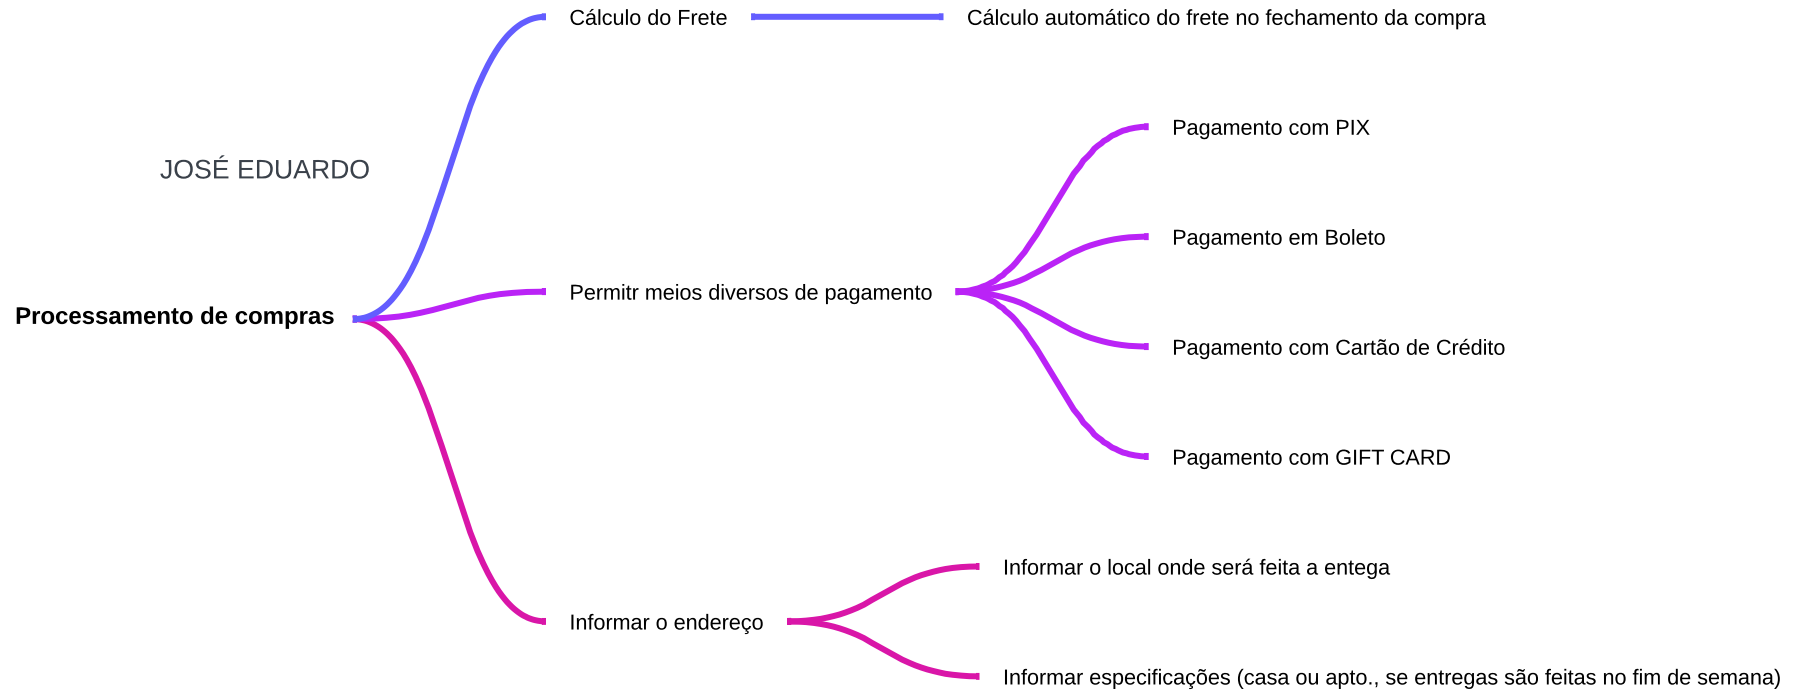 Cálculo do Frete
Cálculo automático do frete no fechamento da compra
Pagamento com PIX
JOSÉ EDUARDO
Pagamento em Boleto
Processamento de compras
Permitr meios diversos de pagamento
Pagamento com Cartão de Crédito
Pagamento com GIFT CARD
Informar o local onde será feita a entega
Informar o endereço
Informar especificações (casa ou apto., se entregas são feitas no fim de semana)